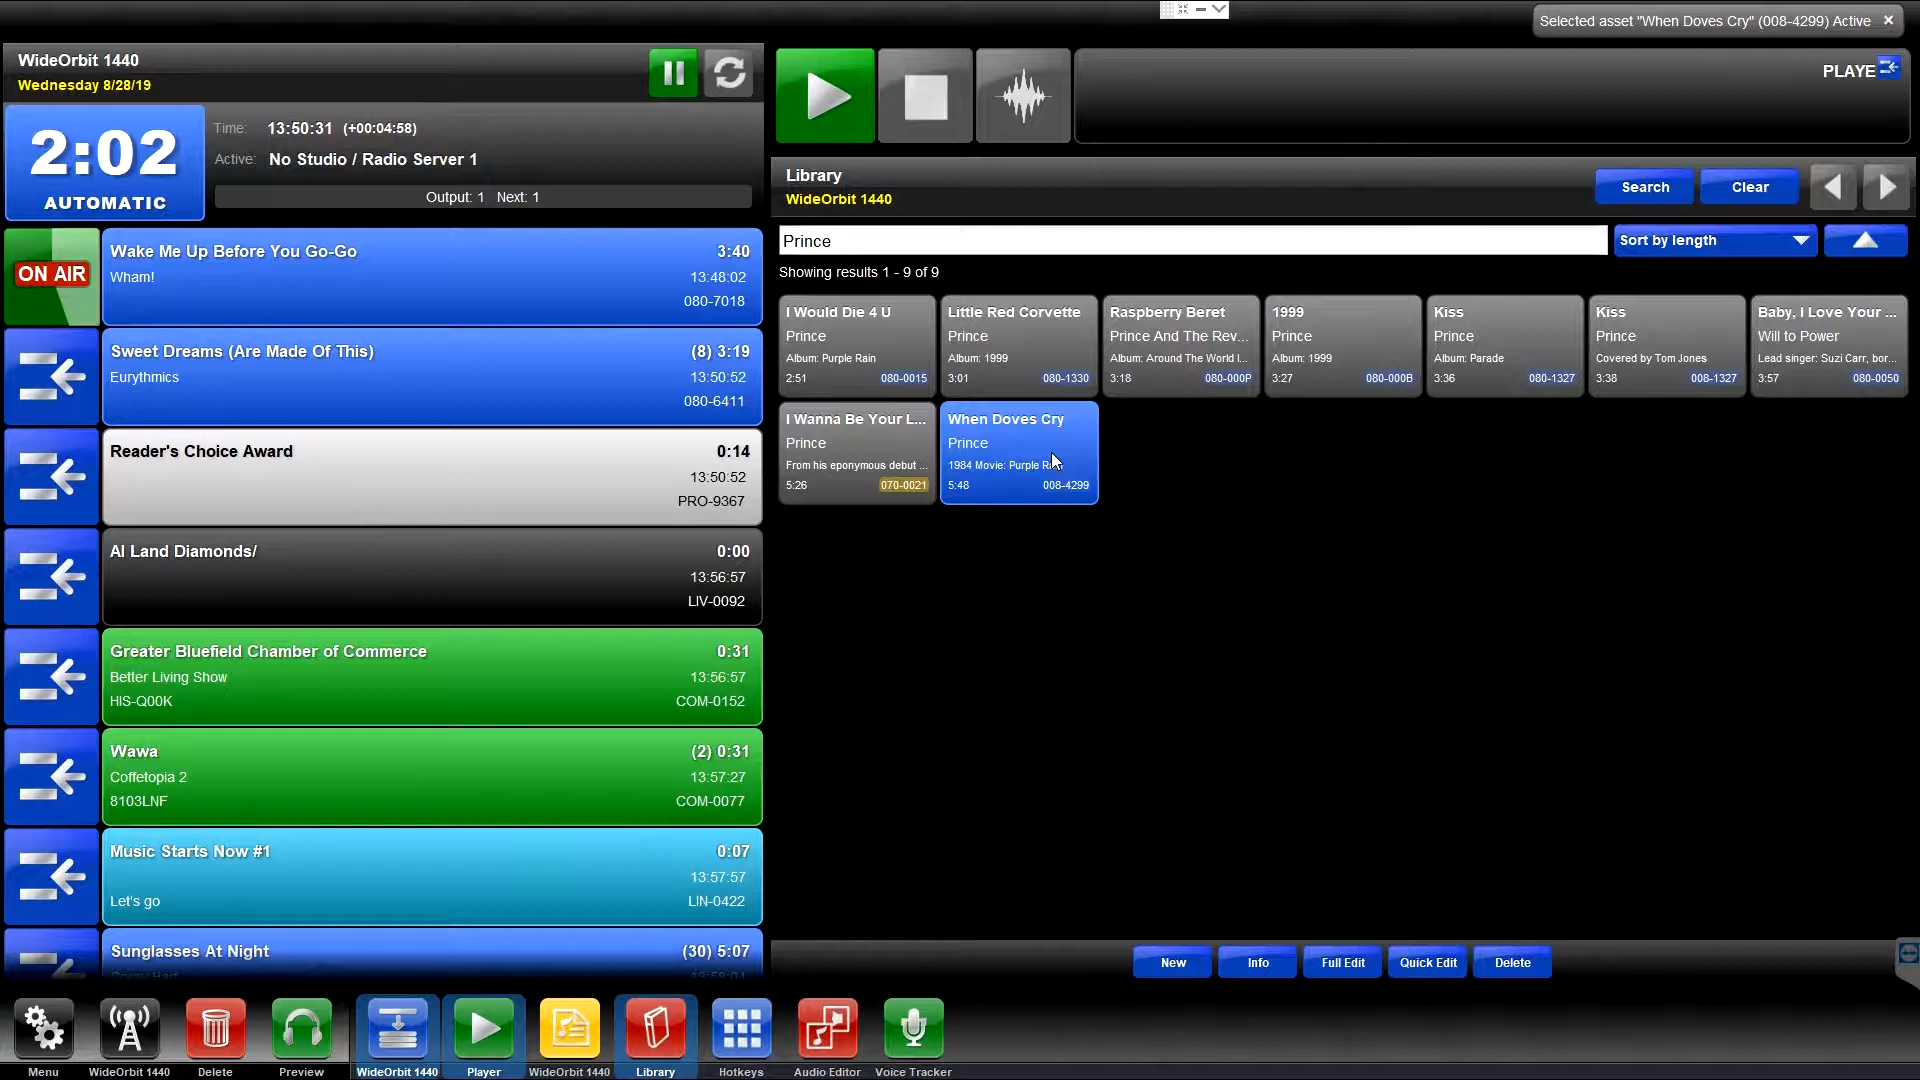 Selected asset "When Doves Cry" (008-4299) Active
WideOrbit 1440
Wednesday 8/28/19
2:02
AUTOMATIC
Time: 13:50:31 (+00:04:58)
Active: No Studio / Radio Server 1
Output: 1 Next: 1
ON AIR
Wake Me Up Before You Go-Go 3:40
Wham! 13:48:02
080-7018
Sweet Dreams (Are Made Of This) (8) 3:19
Eurythmics 13:50:52
080-6411
Reader's Choice Award 0:14
13:50:52
PRO-9367
Al Land Diamonds/ 0:00
13:56:57
LIV-0092
Greater Bluefield Chamber of Commerce 0:31
Better Living Show 13:56:57
HIS-Q00K COM-0152
Wawa (2) 0:31
Coffetopia 2 13:57:27
8103LNF COM-0077
Music Starts Now #1 0:07
13:57:57
Let's go LIN-0422
Sunglasses At Night (30) 5:07
PLAYE
Library
WideOrbit 1440
Search
Clear
Prince
Sort by length
Showing results 1 - 9 of 9
I Would Die 4 U
Prince
Album: Purple Rain
2:51 080-0015
Little Red Corvette
Prince
Album: 1999
3:01 080-1330
Raspberry Beret
Prince And The Rev...
Album: Around The World I...
3:18 080-000P
1999
Prince
Album: 1999
3:27 080-000B
Kiss
Prince
Album: Parade
3:36 080-1327
Kiss
Prince
Covered by Tom Jones
3:38 008-1327
Baby, I Love Your ...
Will to Power
Lead singer: Suzi Carr, bor...
3:57 080-0050
I Wanna Be Your L...
Prince
From his eponymous debut ...
5:26 070-0021
When Doves Cry
Prince
1984 Movie: Purple
5:48 008-4299
New
Info
Full Edit
Quick Edit
Delete
Menu
WideOrbit 1440
Delete
Preview
WideOrbit 1440
Player
WideOrbit 1440
Library
Hotkeys
Audio Editor
Voice Tracker